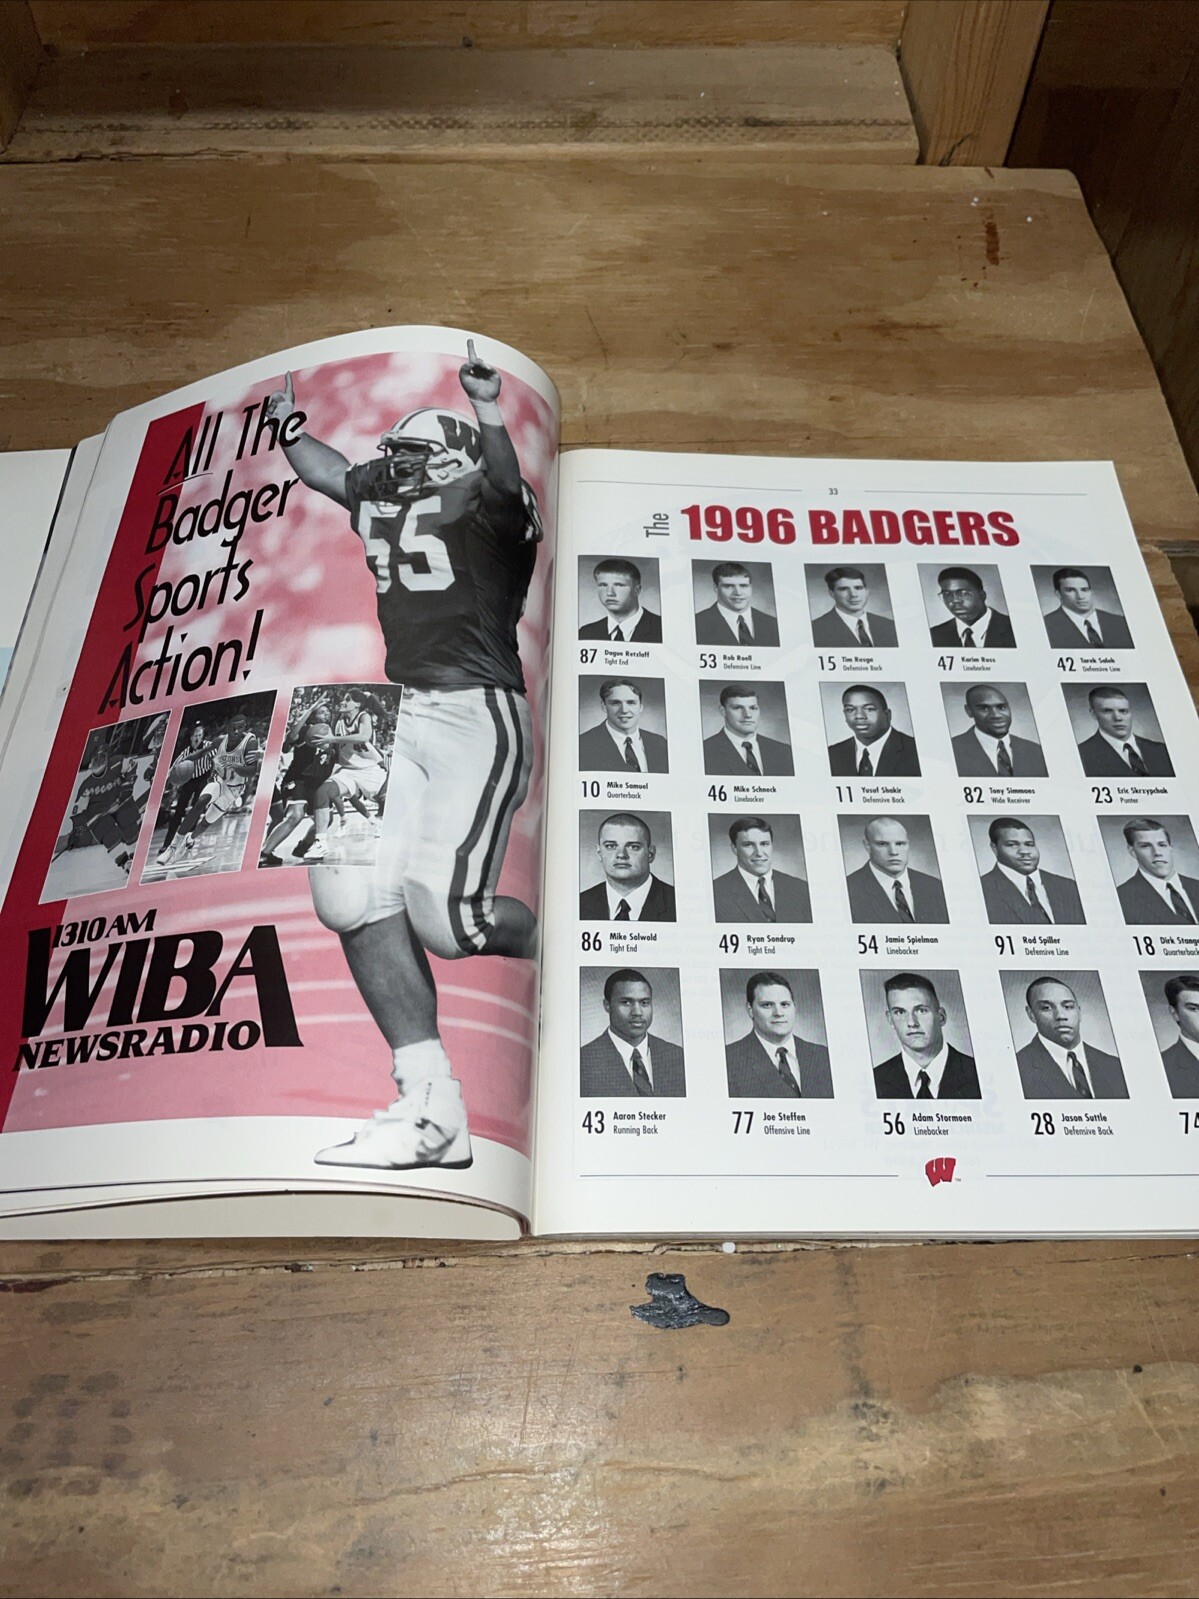 All The
Badger
Sports
Action!
55
1310 AM
WIBA
NEWSRADIO
33
The 1996 BADGERS
87 Dague Retzlaff
Tight End
53 Rob Roell
Defensive Line
15 Tim Rosga
Defensive Back
47 Karim Ross
Linebacker
42 Tarek Saleh
Defensive Line
10 Mike Samuel
Quarterback
46 Mike Schneck
Linebacker
11 Yusuf Shakir
Defensive Back
82 Tony Simmons
Wide Receiver
23 Eric Skrzypchak
Punter
86 Mike Solwold
Tight End
49 Ryan Sondrup
Tight End
54 Jamie Spielman
Linebacker
91 Rod Spiller
Defensive Line
18 Dirk Stang
Quarterback
43 Aaron Stecker
Running Back
77 Joe Steffen
Offensive Line
56 Adam Stormoen
Linebacker
28 Jason Suttle
Defensive Back
74
W